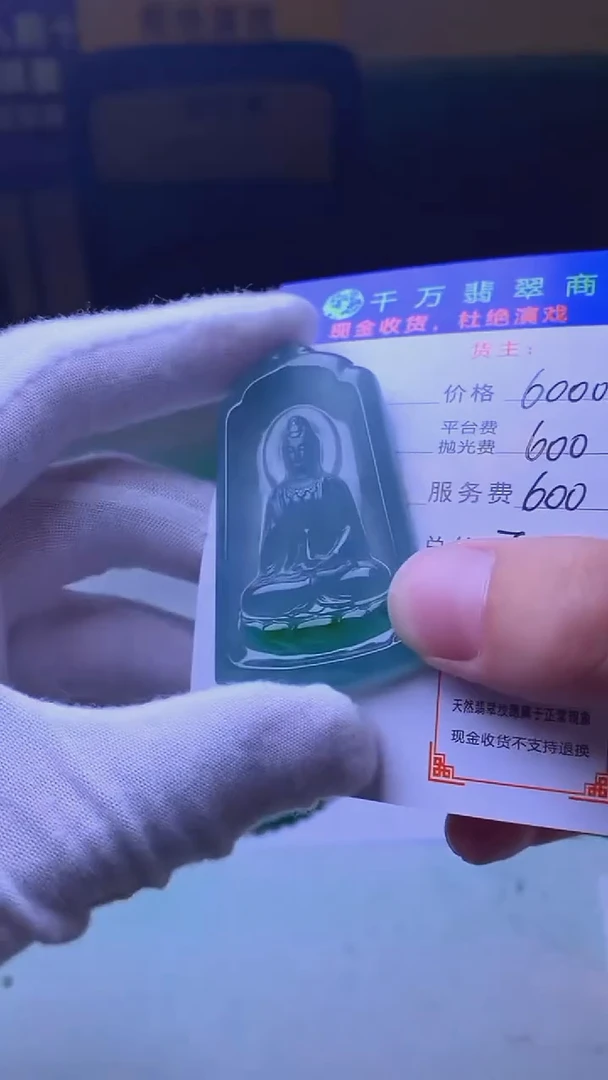 千万翡翠商
现金收货，杜绝演戏
货主：
价格 6000
平台费
抛光费 600
服务费 600
天然翡翠纹隐属于正常现象
现金收货不支持退换